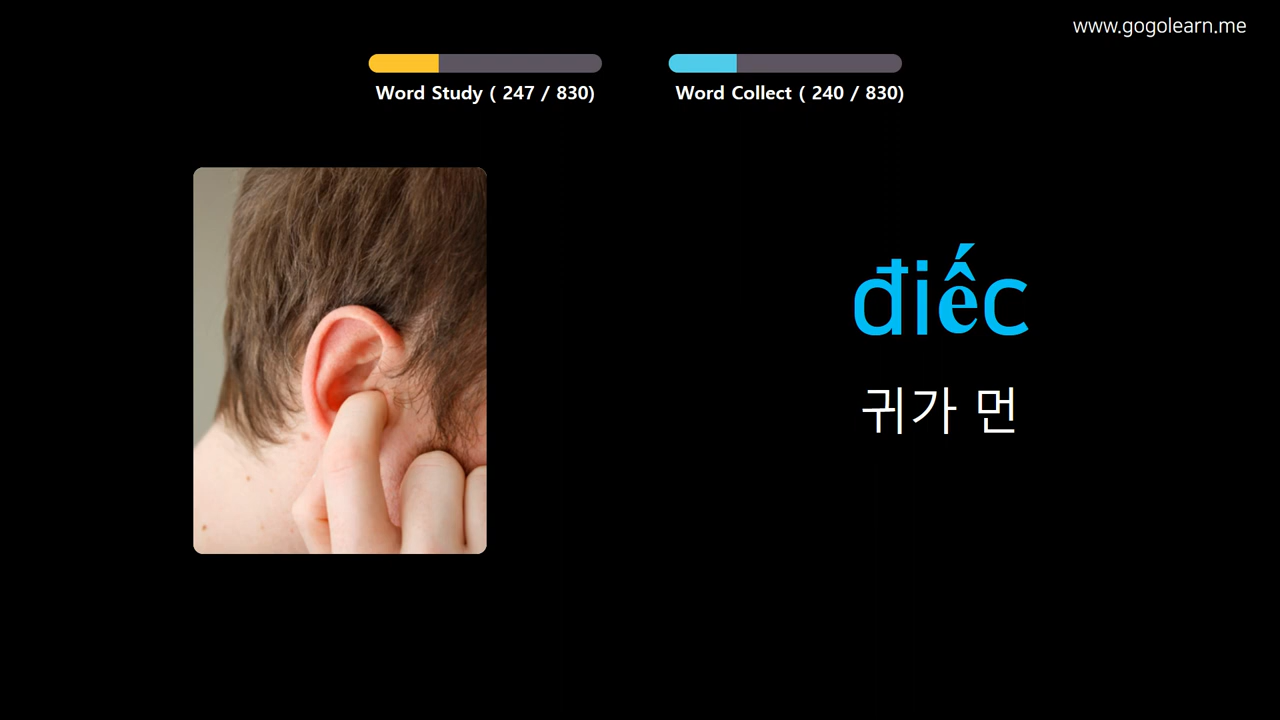 www.gogolearn.me
Word Study ( 247 / 830)
Word Collect ( 240 / 830)
điếc
귀가 먼